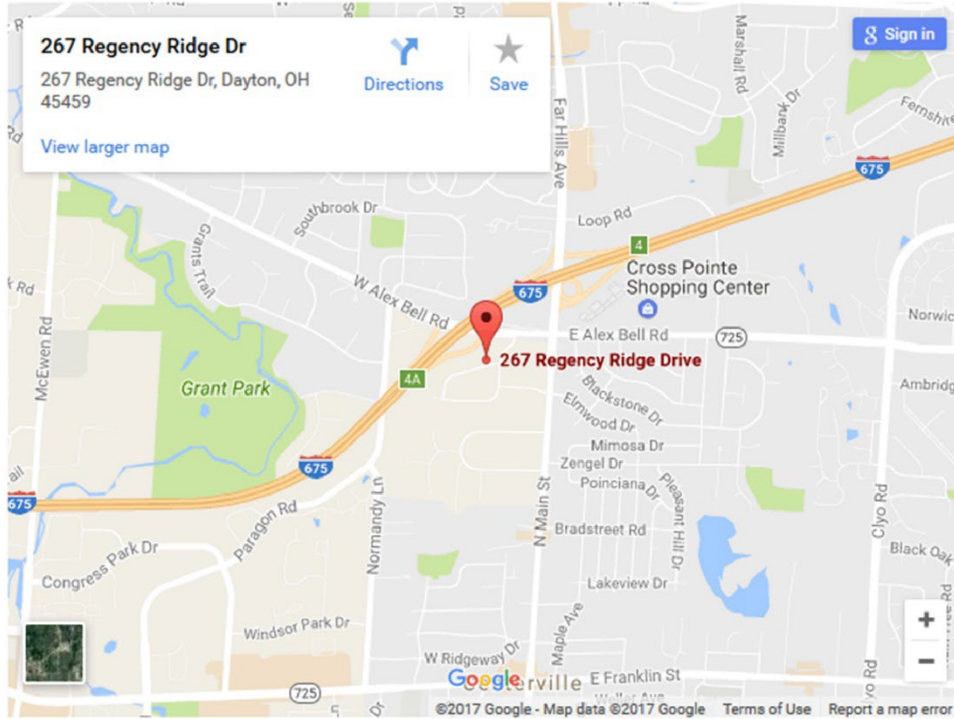 267 Regency Ridge Dr
267 Regency Ridge Dr, Dayton, OH
45459
Directions
Save
View larger map
g Sign in
Far Hills Ave
Marshall Rd
Millbank Dr
675
Southbrook Dr
Loop Rd
Grants Trail
4
Cross Pointe
Shopping Center
W Alex Bell Rd
675
E Alex Bell Rd
725
McEwen Rd
267 Regency Ridge Drive
4A
Grant Park
Blackstone Dr
Elmwood Dr
Mimosa Dr
Zengel Dr
Poinciana Dr
Pleasant Hill Dr
675
675
Paragon Rd
Normandy Ln
N Main St
Bradstreet Rd
Clyo Rd
Black Oak
Congress Park Dr
Lakeview Dr
Windsor Park Dr
Maple Ave
W Ridgeway Dr
E Franklin St
Google
725
+
−
©2017 Google - Map data ©2017 Google Terms of Use Report a map error